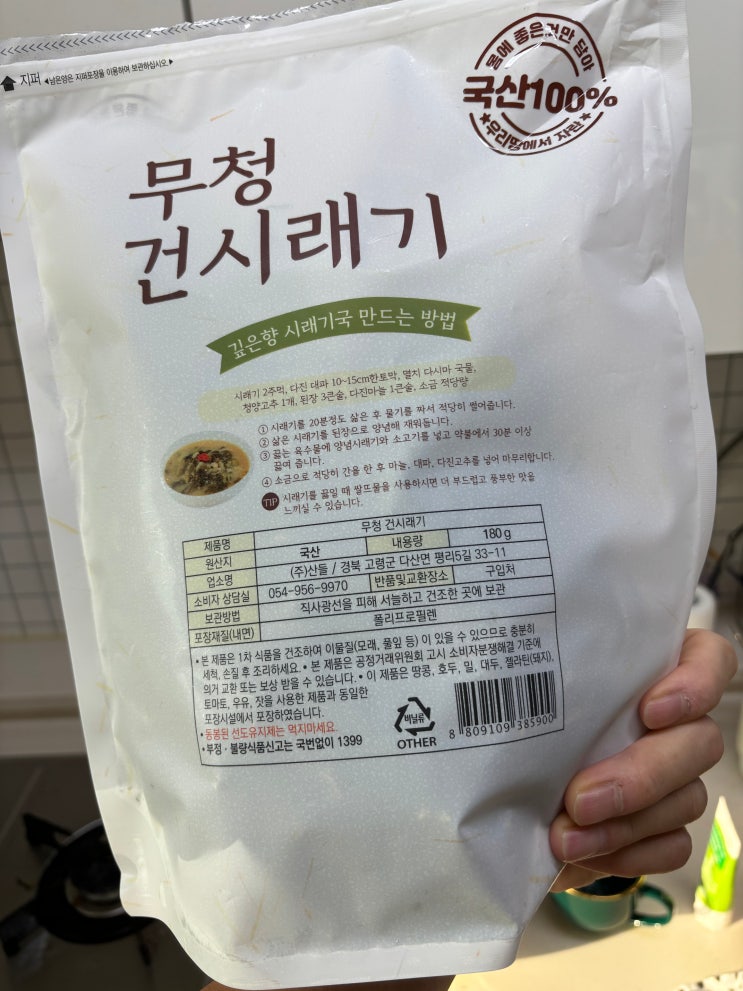 지퍼 ◀남은양은 지퍼포장을 이용하여 보관하십시오.▶
몸에 좋은것만 담아
국산100%
★우리땅에서 자란★
무청
건시래기
깊은향 시래기국 만드는 방법
시래기 2주먹, 다진 대파 10~15cm한토막, 멸치 다시마 국물,
청양고추 1개, 된장 3큰술, 다진마늘 1큰술, 소금 적당량
① 시래기를 20분정도 삶은 후 물기를 짜서 적당히 썰어줍니다.
② 삶은 시래기를 된장으로 양념해 재워둡니다.
③ 끓는 육수물에 양념시래기와 소고기를 넣고 약불에서 30분 이상
끓여 줍니다.
④ 소금으로 적당히 간을 한 후 마늘, 대파, 다진고추를 넣어 마무리합니다.
TIP 시래기를 끓일 때 쌀뜨물을 사용하시면 더 부드럽고 풍부한 맛을
느끼실 수 있습니다.
제품명 무청 건시래기
원산지 국산 내용량 180g
업소명 (주)산들 / 경북 고령군 다산면 평리5길 33-11
소비자 상담실 054-956-9970 반품및교환장소 구입처
보관방법 직사광선을 피해 서늘하고 건조한 곳에 보관
포장재질(내면) 폴리프로필렌
• 본 제품은 1차 식품을 건조하여 이물질(모래, 풀잎 등) 이 있을 수 있으므로 충분히
세척, 손질 후 조리하세요. • 본 제품은 공정거래위원회 고시 소비자분쟁해결 기준에
의거 교환 또는 보상 받을 수 있습니다. • 이 제품은 땅콩, 호두, 밀, 대두, 젤라틴(돼지),
토마토, 우유, 잣을 사용한 제품과 동일한
포장시설에서 포장하였습니다.
• 동봉된 선도유지제는 먹지마세요.
• 부정 · 불량식품신고는 국번없이 1399
비닐류
OTHER
8 809109 385900